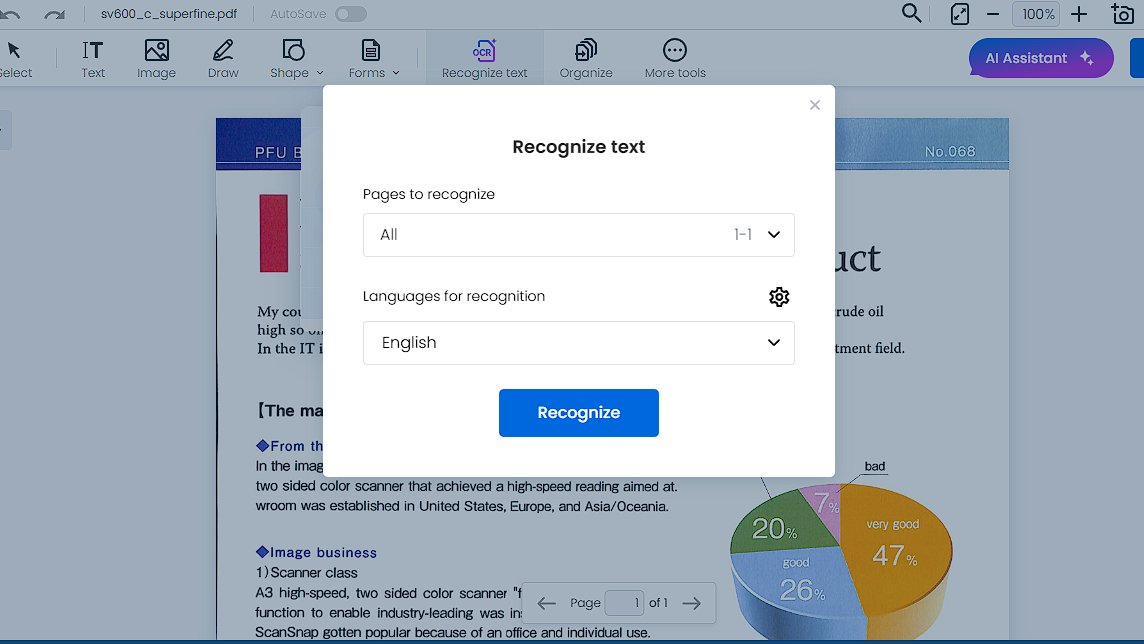 sv600_c_superfine.pdf
AutoSave
100%
Select
Text
Image
Draw
Shape
Forms
OCR
Recognize text
Organize
More tools
AI Assistant
PFU B
No.068
Recognize text
Pages to recognize
All 1-1
Languages for recognition
English
Recognize
uct
My cou
rude oil
high so on
In the IT i
tment field.
【The ma
◆From th
In the imag
two sided color scanner that achieved a high-speed reading aimed at.
wroom was established in United States, Europe, and Asia/Oceania.
◆Image business
1)Scanner class
A3 high-speed, two sided color scanner "f
function to enable industry-leading was ins
ScanSnap gotten popular because of an office and individual use.
bad
7%
20%
very good
47%
good
26%
Page 1 of 1